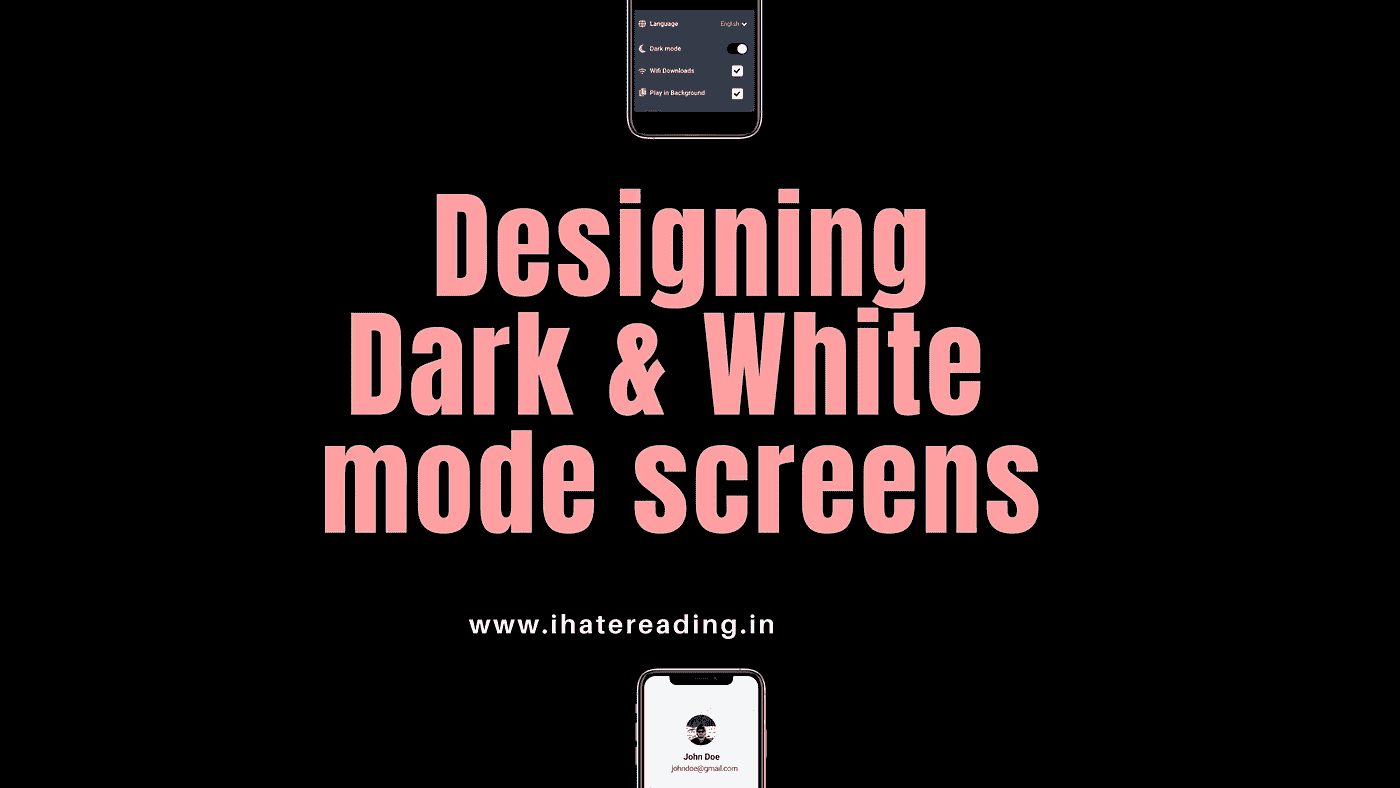 Language English
Dark mode
Wifi Downloads
Play in Background
Designing
Dark & White
mode screens
www.ihatereading.in
John Doe
johndoe@gmail.com